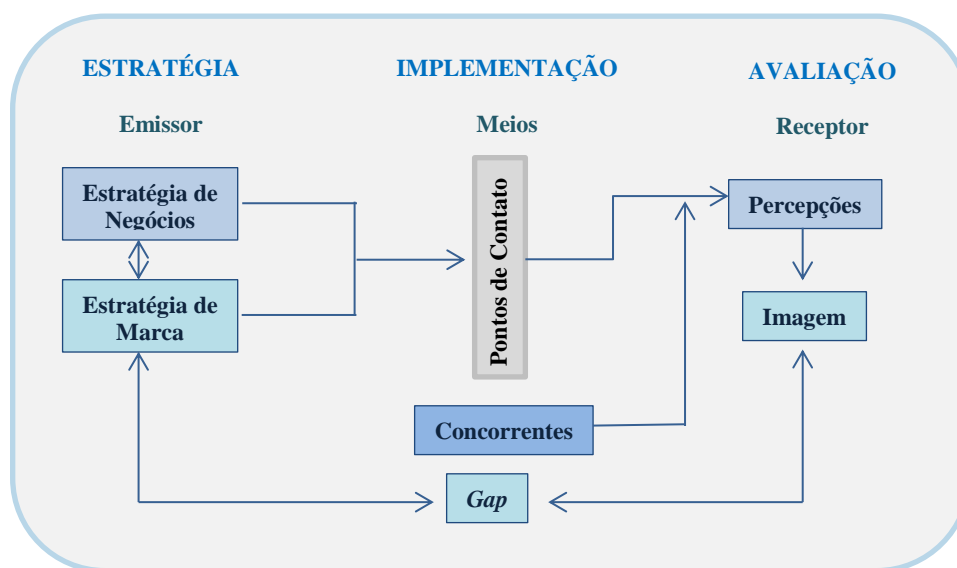 ESTRATÉGIA
IMPLEMENTAÇÃO
AVALIAÇÃO
Emissor
Meios
Receptor
Estratégia de
Negócios
Estratégia de
Marca
Pontos de Contato
Percepções
Imagem
Concorrentes
Gap